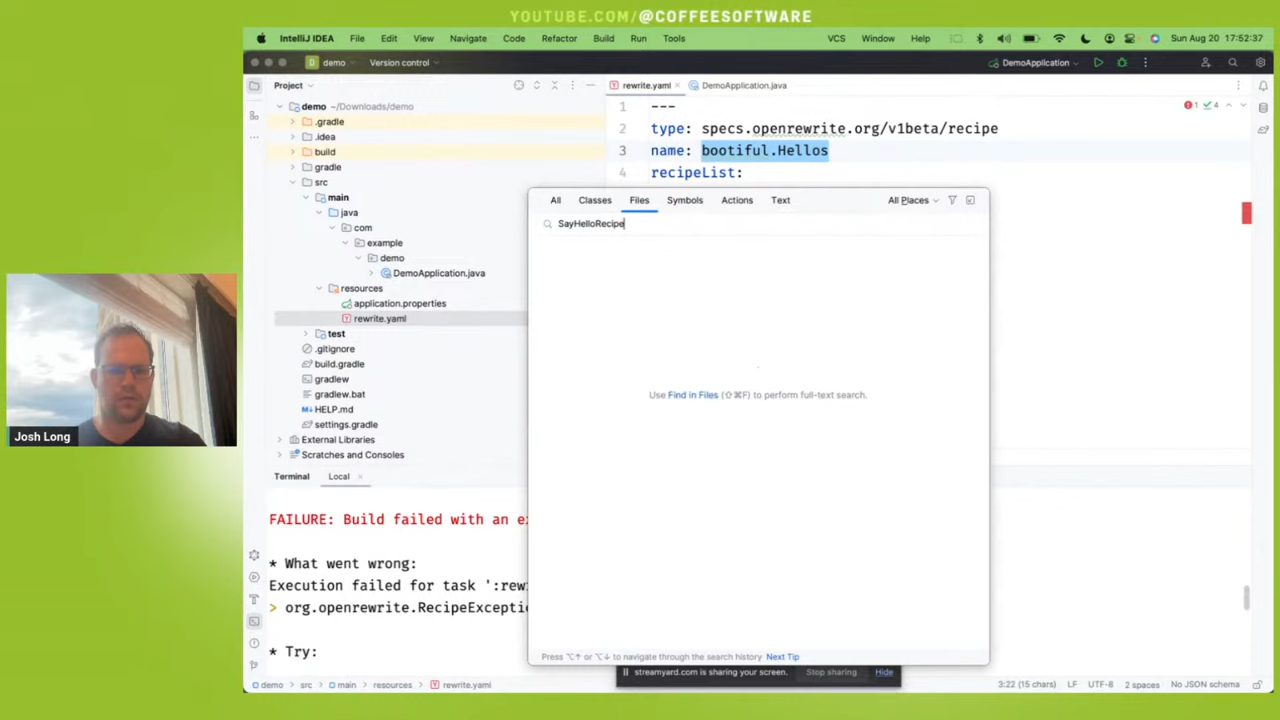 YOUTUBE.COM/@COFFEESOFTWARE
IntelliJ IDEA File Edit View Navigate Code Refactor Build Run Tools VCS Window Help Sun Aug 20 17:52:37
D demo Version control DemoApplication
Project rewrite.yaml DemoApplication.java
demo ~/Downloads/demo
.gradle
.idea
build
gradle
src
main
java
com
example
demo
DemoApplication.java
resources
application.properties
rewrite.yaml
test
.gitignore
build.gradle
gradlew
gradlew.bat
HELP.md
settings.gradle
External Libraries
Scratches and Consoles
1 ---
2 type: specs.openrewrite.org/v1beta/recipe
3 name: bootiful.Hellos
4 recipeList:
1 4
All Classes Files Symbols Actions Text All Places
SayHelloRecipe
Use Find in Files (⇧⌘F) to perform full-text search.
Press ⌥↑ or ⌥↓ to navigate through the search history Next Tip
Josh Long
Terminal Local
FAILURE: Build failed with an ex
* What went wrong:
Execution failed for task ':rew
> org.openrewrite.RecipeExceptio
* Try:
streamyard.com is sharing your screen. Stop sharing Hide
demo > src > main > resources > rewrite.yaml 3:22 (15 chars) LF UTF-8 2 spaces No JSON schema